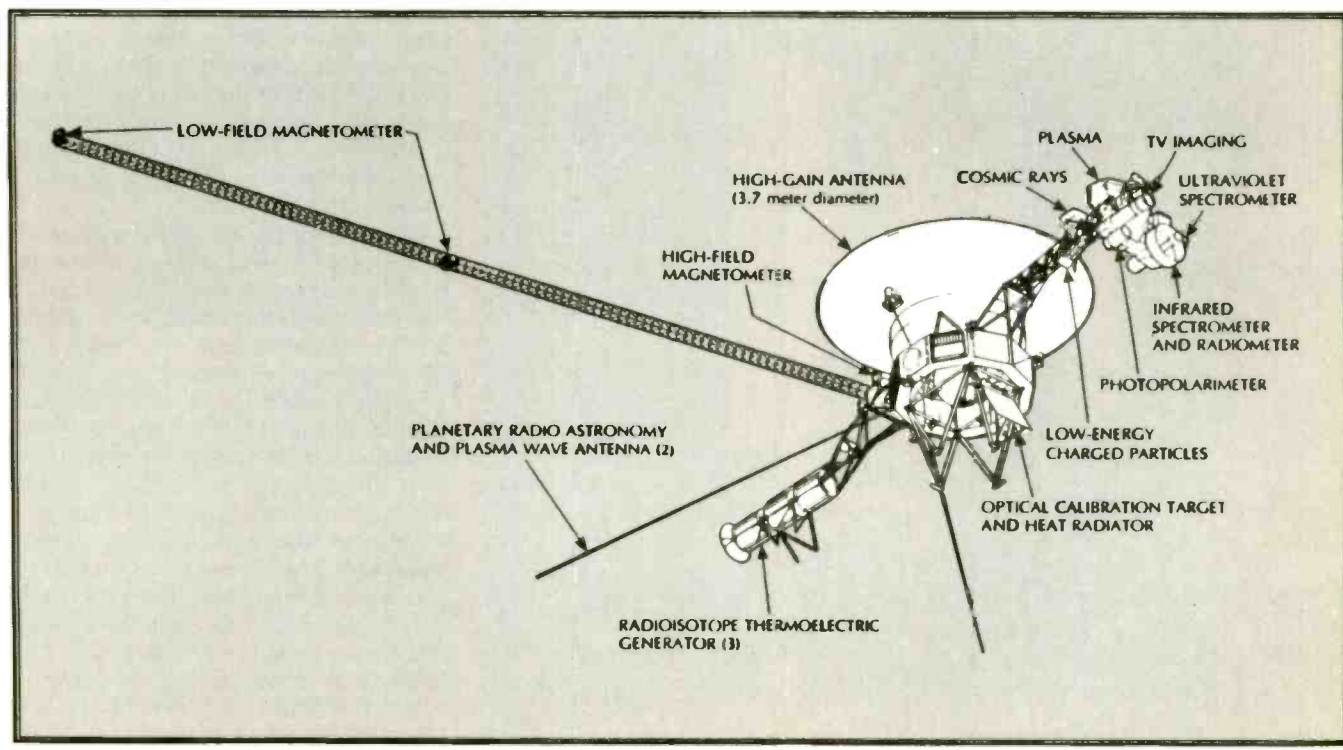 LOW-FIELD MAGNETOMETER
HIGH-GAIN ANTENNA
(3.7 meter diameter)
HIGH-FIELD
MAGNETOMETER
PLASMA
TV IMAGING
COSMIC RAYS
ULTRAVIOLET
SPECTROMETER
INFRARED
SPECTROMETER
AND RADIOMETER
PHOTOPOLARIMETER
LOW-ENERGY
CHARGED PARTICLES
OPTICAL CALIBRATION TARGET
AND HEAT RADIATOR
PLANETARY RADIO ASTRONOMY
AND PLASMA WAVE ANTENNA (2)
RADIOISOTOPE THERMOELECTRIC
GENERATOR (3)